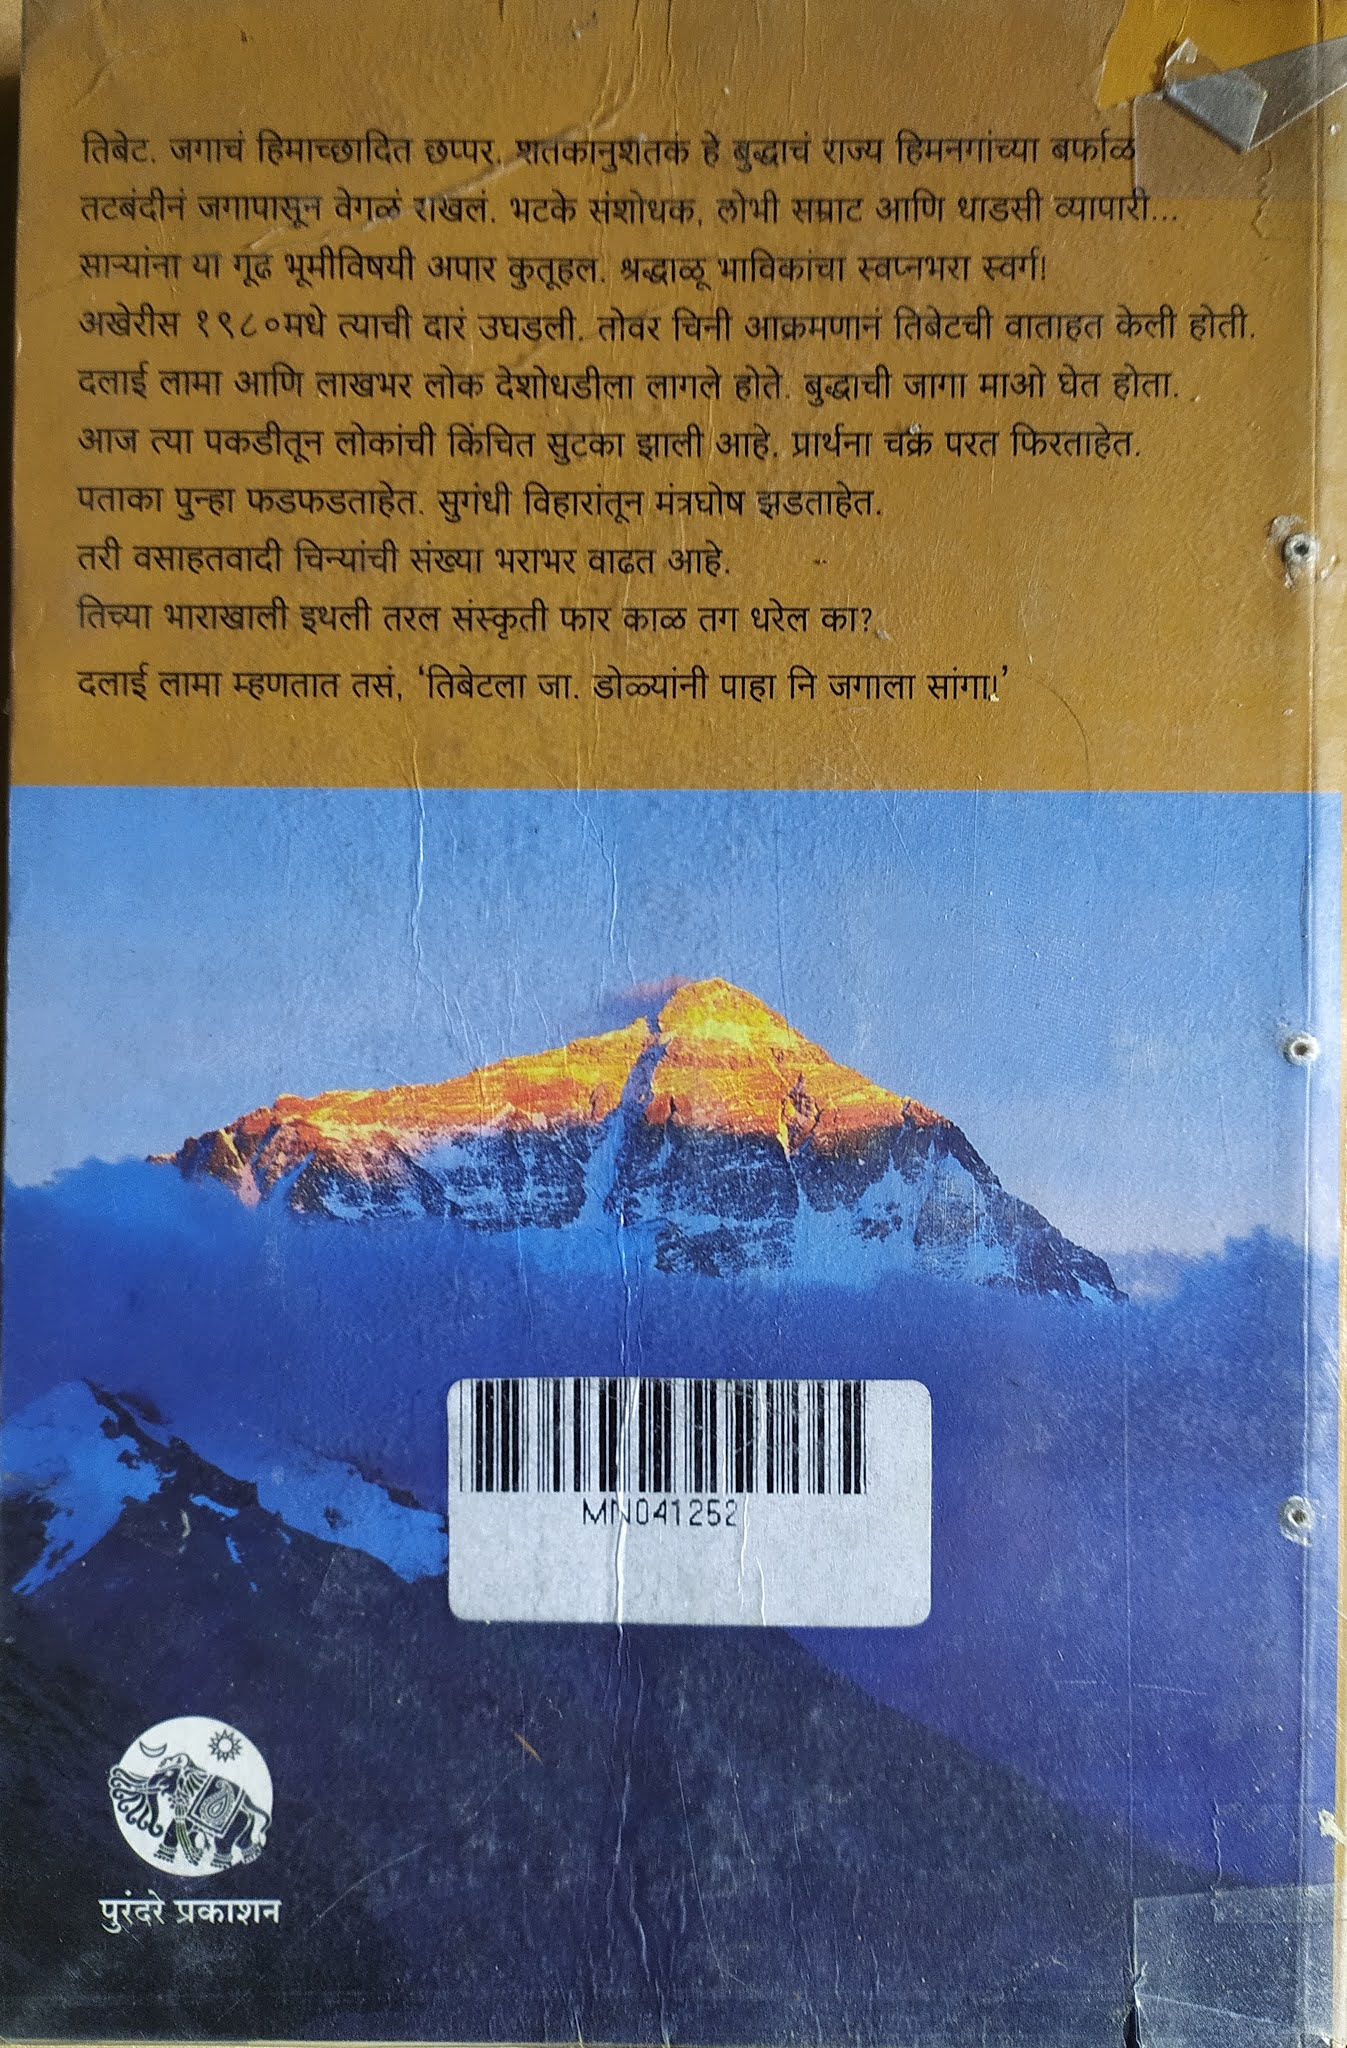 तिबेट. जगाचं हिमाच्छादित छप्पर. शतकानुशतकं हे बुद्धाचं राज्य हिमनगांच्या बर्फाळ
तटबंदीनं जगापासून वेगळं राखलं. भटके संशोधक, लोभी सम्राट आणि धाडसी व्यापारी...
साऱ्यांना या गूढ भूमीविषयी अपार कुतूहल. श्रद्धाळू भाविकांचा स्वप्नभरा स्वर्ग!
अखेरीस १९८०मधे त्याची दारं उघडली. तोवर चिनी आक्रमणानं तिबेटची वाताहत केली होती.
दलाई लामा आणि लाखभर लोक देशोधडीला लागले होते. बुद्धाची जागा माओ घेत होता.
आज त्या पकडीतून लोकांची किंचित सुटका झाली आहे. प्रार्थना चक्रं परत फिरताहेत.
पताका पुन्हा फडफडताहेत. सुगंधी विहारांतून मंत्रघोष झडताहेत.
तरी वसाहतवादी चिन्यांची संख्या भराभर वाढत आहे.
तिच्या भाराखाली इथली तरल संस्कृती फार काळ तग धरेल का?
दलाई लामा म्हणतात तसं, ‘तिबेटला जा. डोळ्यांनी पाहा नि जगाला सांगा!’
MN041252
पुरंदरे प्रकाशन